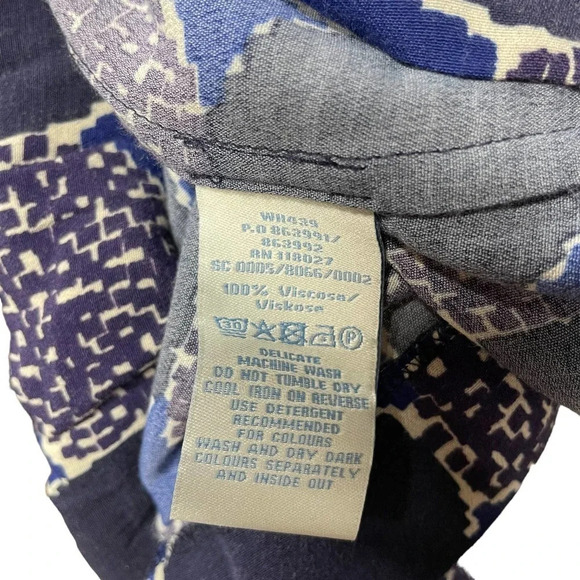 WH439
P.O 863991/
863992
RN 118027
SC 0005/8066/0002
100% Viscose/
Viskose
30
P
DELICATE
MACHINE WASH
DO NOT TUMBLE DRY
COOL IRON ON REVERSE
USE DETERGENT
RECOMMENDED
FOR COLOURS
WASH AND DRY DARK
COLOURS SEPARATELY
AND INSIDE OUT